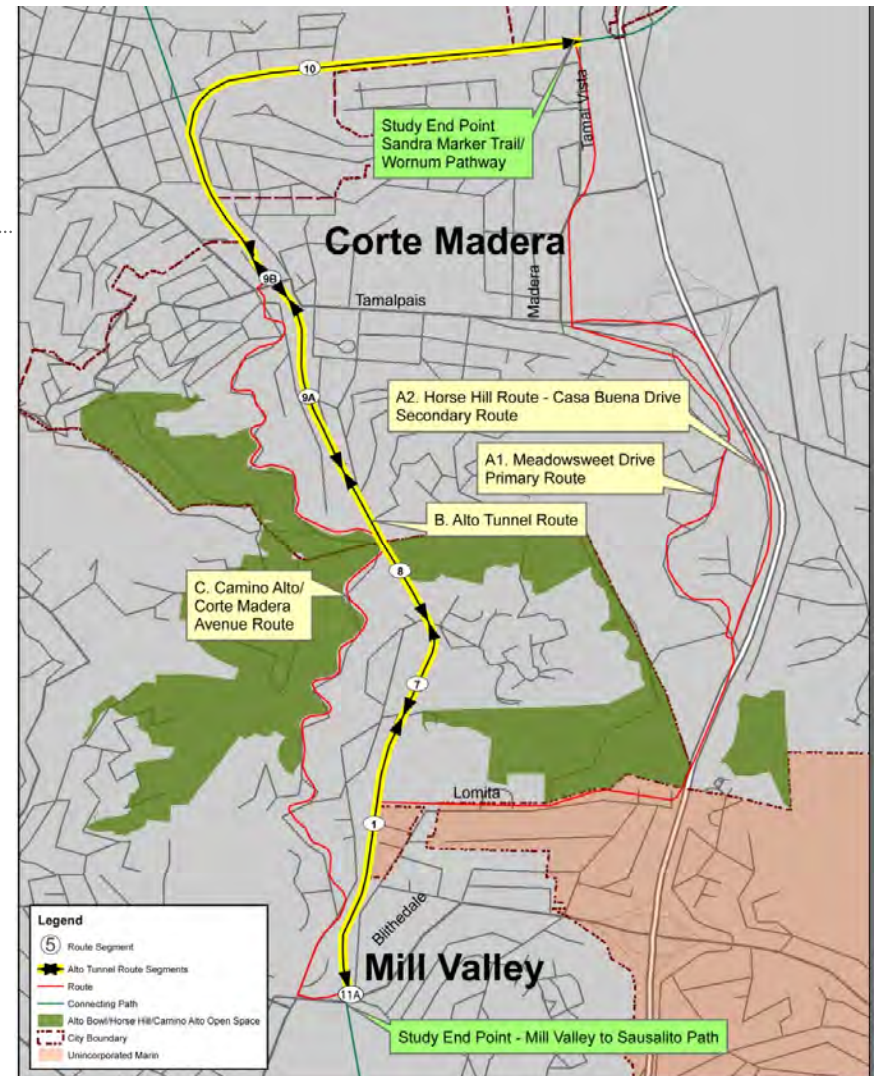 10
Tamal Vista
Study End Point
Sandra Marker Trail/
Wornum Pathway
Corte Madera
9B
Tamalpais
Madera
9A
A2. Horse Hill Route - Casa Buena Drive
Secondary Route
A1. Meadowsweet Drive
Primary Route
B. Alto Tunnel Route
8
C. Camino Alto/
Corte Madera
Avenue Route
7
Lomita
1
Blithedale
Mill Valley
11A
Study End Point - Mill Valley to Sausalito Path
Legend
5 Route Segment
Alto Tunnel Route Segments
Route
Connecting Path
Alto Bowl/Horse Hill/Camino Alto Open Space
City Boundary
Unincorporated Marin